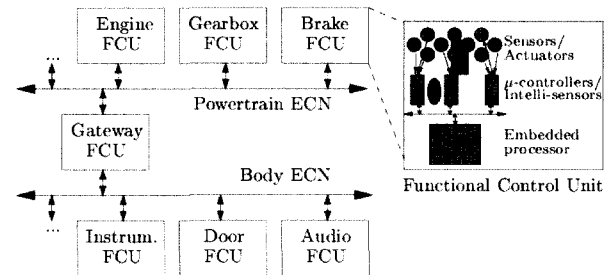 Engine
FCU
Gearbox
FCU
Brake
FCU
...
Powertrain ECN
Gateway
FCU
Body ECN
...
Instrum.
FCU
Door
FCU
Audio
FCU
Sensors/
Actuators
μ-controllers/
Intelli-sensors
Embedded
processor
Functional Control Unit